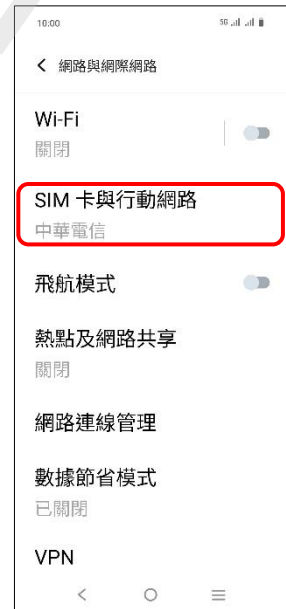 10:00 5G
網路與網際網路
Wi-Fi
關閉
SIM 卡與行動網路
中華電信
飛航模式
熱點及網路共享
關閉
網路連線管理
數據節省模式
已關閉
VPN